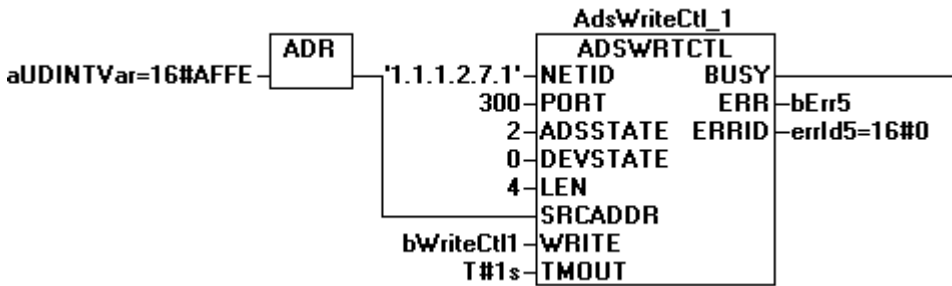 AdsWriteCtl_1
ADR
ADSWRTCTL
aUDINTVar=16#AFFE
'1.1.1.2.7.1'
NETID
BUSY
300
PORT
ERR
bErr5
2
ADSSTATE
ERRID
errId5=16#0
0
DEVSTATE
4
LEN
SRCADDR
bWriteCtl1
WRITE
T#1s
TMOUT